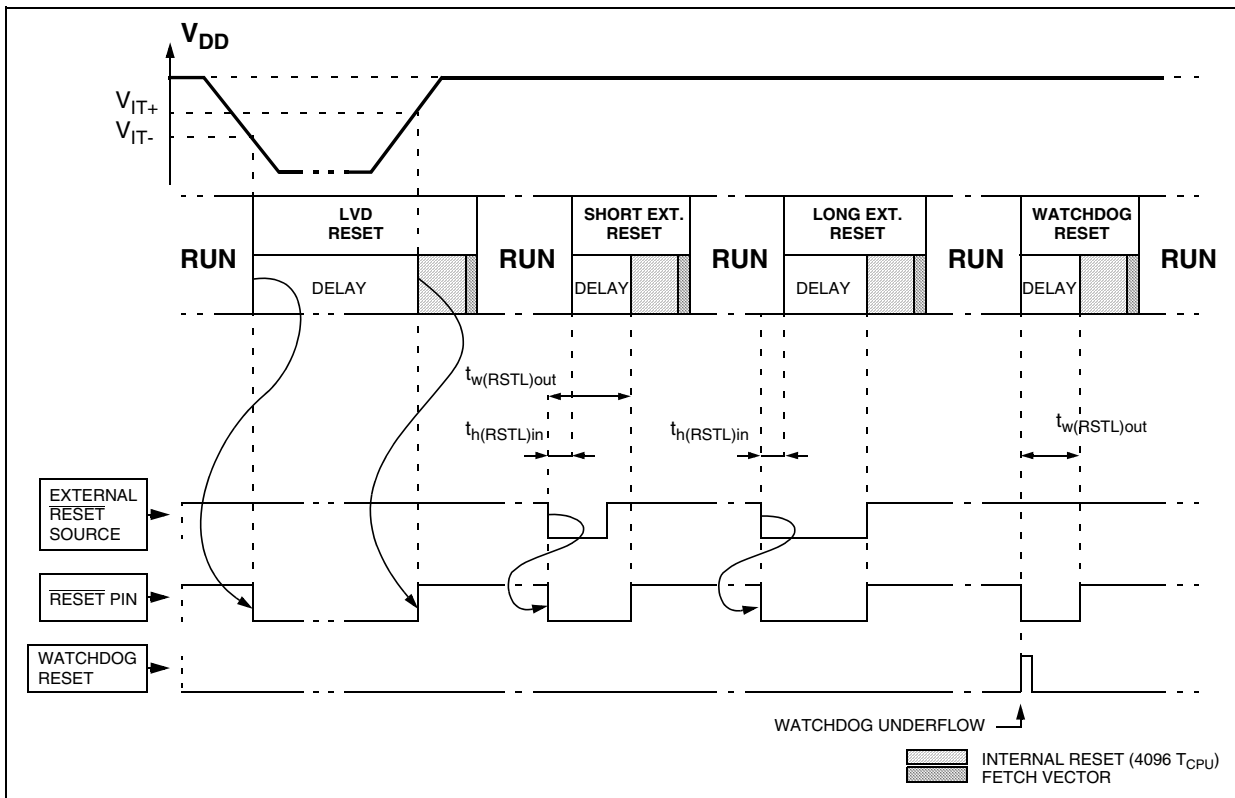 VDD
VIT+
VIT-
LVD
RESET
SHORT EXT.
RESET
LONG EXT.
RESET
WATCHDOG
RESET
RUN
RUN
RUN
RUN
RUN
DELAY
DELAY
DELAY
DELAY
tw(RSTL)out
th(RSTL)in
th(RSTL)in
tw(RSTL)out
EXTERNAL
RESET
SOURCE
RESET PIN
WATCHDOG
RESET
WATCHDOG UNDERFLOW
INTERNAL RESET (4096 TCPU)
FETCH VECTOR